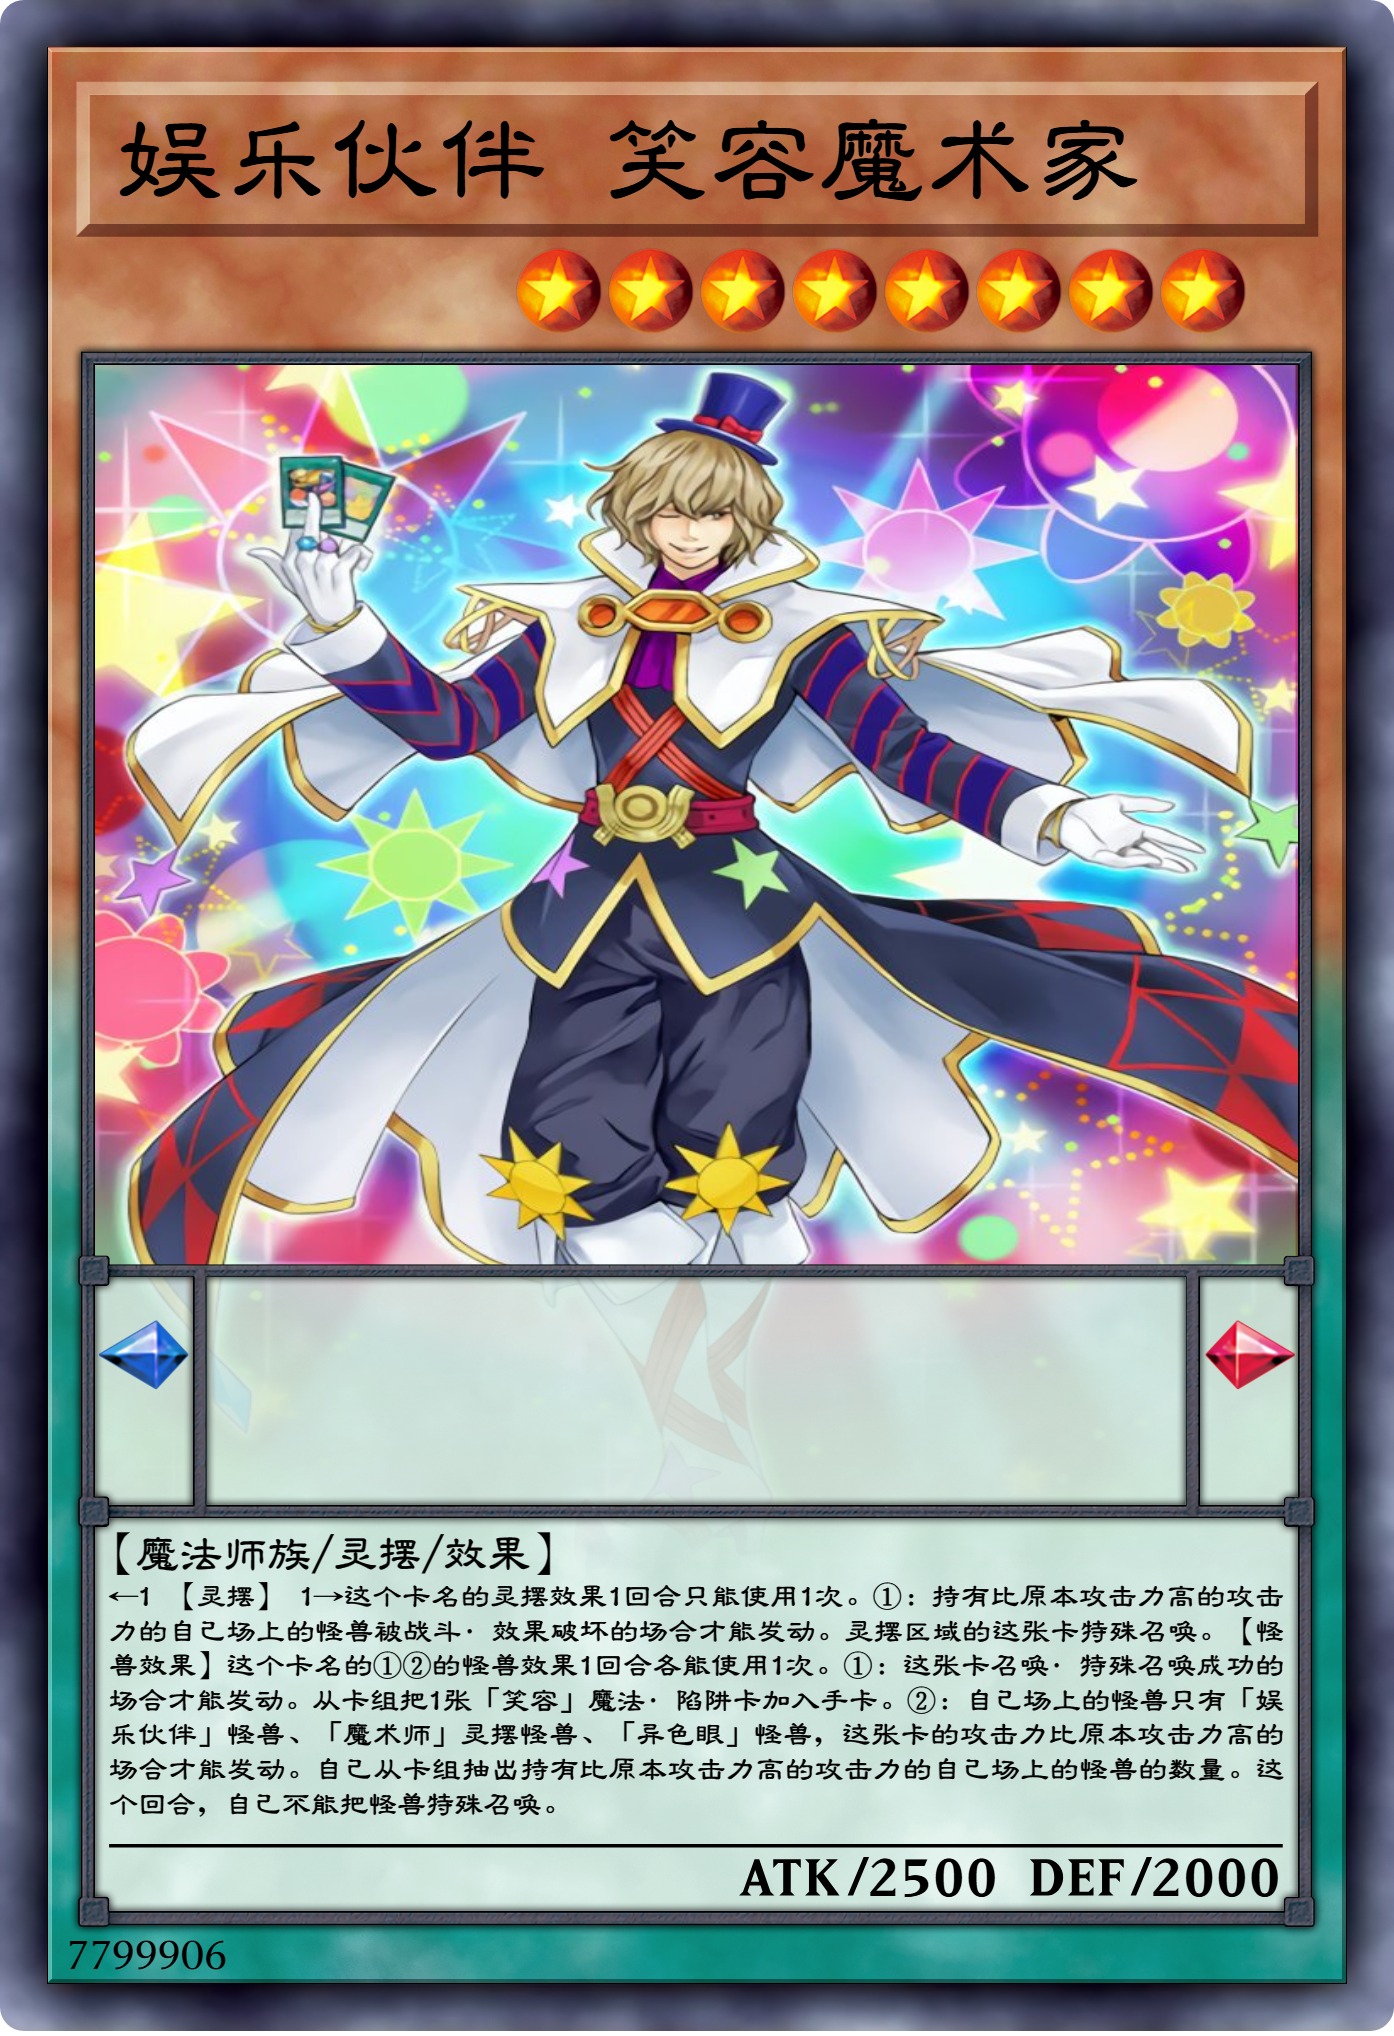 娱乐伙伴 笑容魔术家
【魔法师族/灵摆/效果】
←1 【灵摆】 1→这个卡名的灵摆效果1回合只能使用1次。①：持有比原本攻击力高的攻击
力的自己场上的怪兽被战斗·效果破坏的场合才能发动。灵摆区域的这张卡特殊召唤。【怪
兽效果】这个卡名的①②的怪兽效果1回合各能使用1次。①：这张卡召唤·特殊召唤成功的
场合才能发动。从卡组把1张「笑容」魔法·陷阱卡加入手卡。②：自己场上的怪兽只有「娱
乐伙伴」怪兽、「魔术师」灵摆怪兽、「异色眼」怪兽，这张卡的攻击力比原本攻击力高的
场合才能发动。自己从卡组抽出持有比原本攻击力高的攻击力的自己场上的怪兽的数量。这
个回合，自己不能把怪兽特殊召唤。
ATK/2500 DEF/2000
7799906